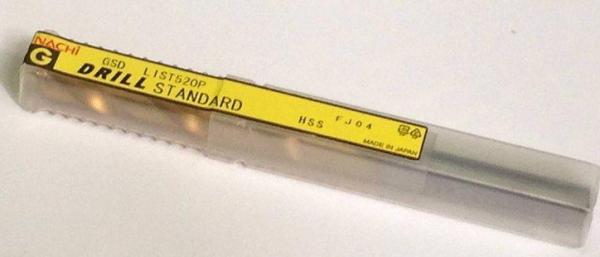 NACHi
G
GSD LIST520P
DRILL STANDARD
HSS FJ04
MADE IN JAPAN